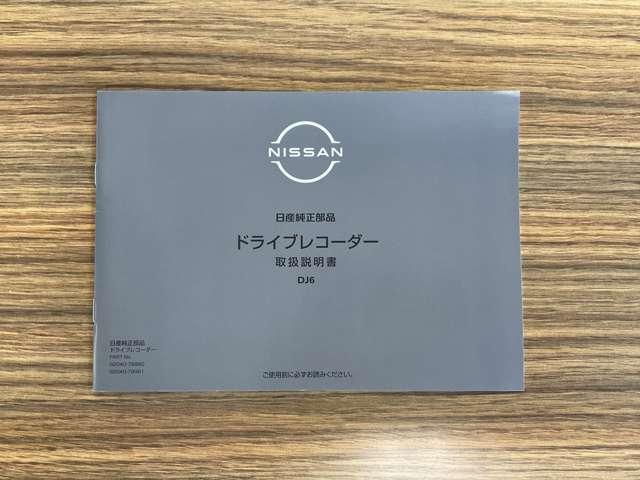 NISSAN
日産純正部品
ドライブレコーダー
取扱説明書
DJ6
日産純正部品
ドライブレコーダー
PART No.
ご使用前に必ずお読みください。